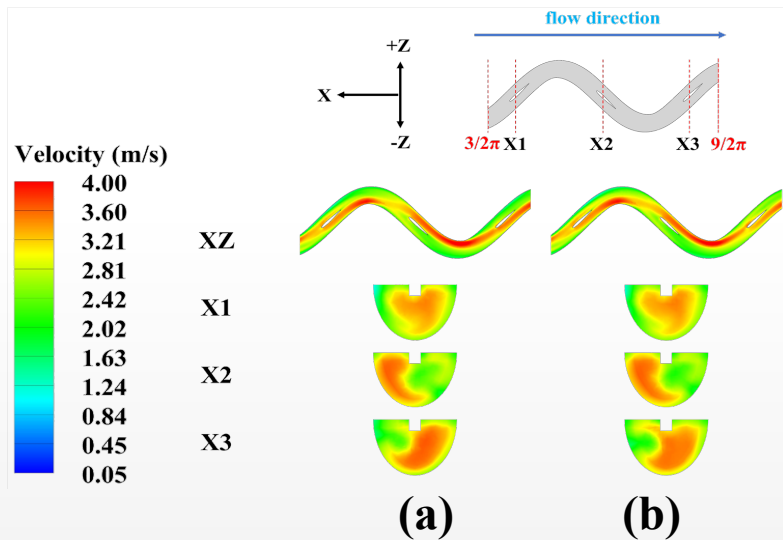 flow direction
+Z
X
-Z
3/2π X1 X2 X3 9/2π
Velocity (m/s)
4.00
3.60
3.21
2.81
2.42
2.02
1.63
1.24
0.84
0.45
0.05
XZ
X1
X2
X3
(a) (b)